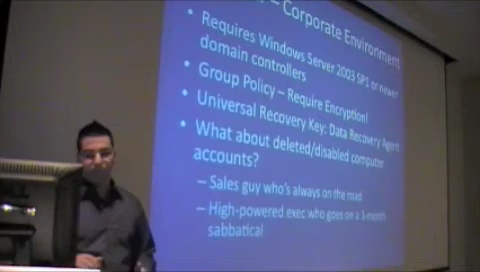 – Corporate Environment
• Requires Windows Server 2003 SP1 or newer
domain controllers
• Group Policy – Require Encryption!
• Universal Recovery Key: Data Recovery Agent
• What about deleted/disabled computer
accounts?
– Sales guy who's always on the road
– High-powered exec who goes on a 3-month
sabbatical